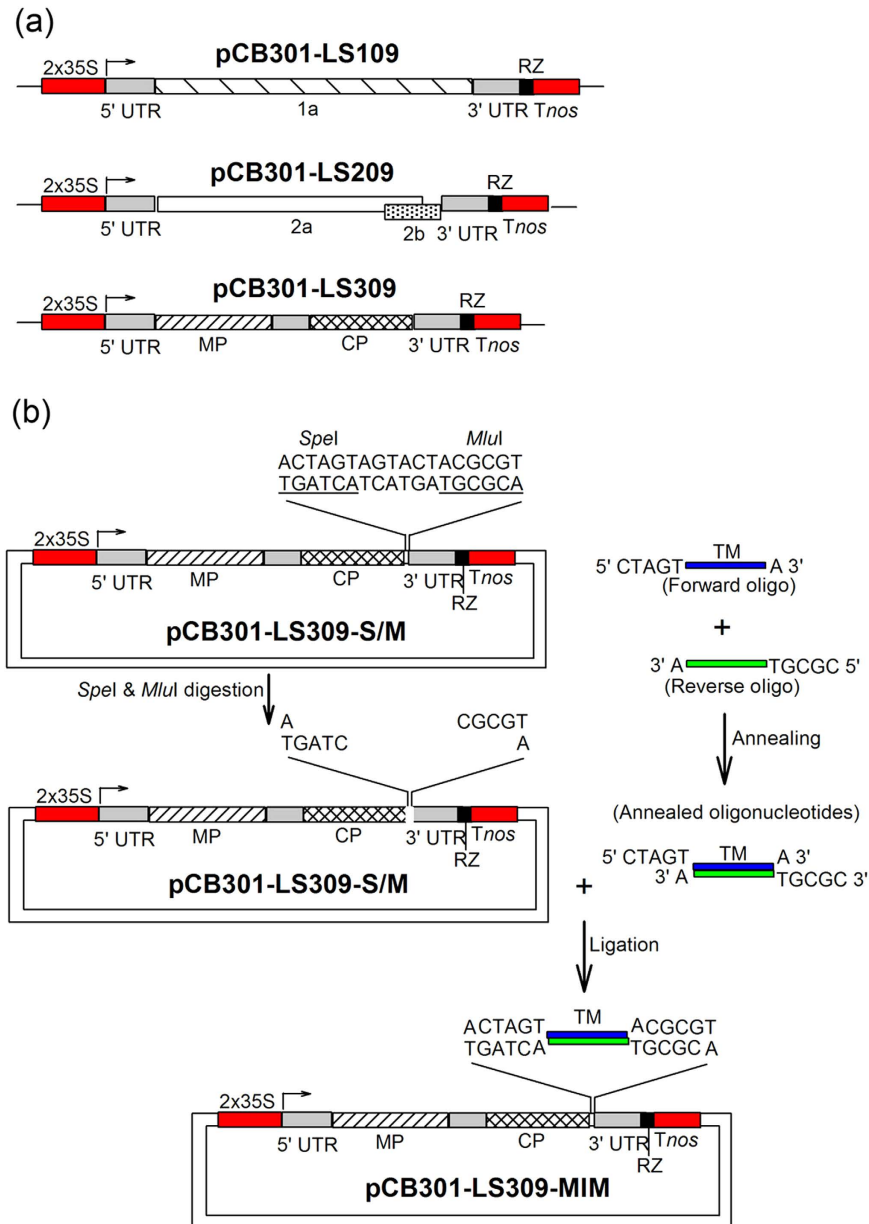 (a)
pCB301-LS109
2x35S
RZ
5' UTR
1a
3' UTR
Tnos
pCB301-LS209
2x35S
RZ
5' UTR
2a
2b
3' UTR
Tnos
pCB301-LS309
2x35S
RZ
5' UTR
MP
CP
3' UTR
Tnos
(b)
SpeI MluI
ACTAGTAGTACTACGCGT
TGATCATCATGATGCGCA
2x35S
5' UTR
MP
CP
3' UTR
Tnos
RZ
pCB301-LS309-S/M
5' CTAGT TM A 3'
(Forward oligo)
+
3' A TGCGC 5'
(Reverse oligo)
SpeI & MluI digestion
Annealing
A CGCGT
TGATC A
2x35S
5' UTR
MP
CP
3' UTR
Tnos
RZ
pCB301-LS309-S/M
(Annealed oligonucleotides)
5' CTAGT TM A 3'
3' A TGCGC 3'
+
Ligation
ACTAGT TM ACGCGT
TGATCA TGCGCA
2x35S
5' UTR
MP
CP
3' UTR
Tnos
RZ
pCB301-LS309-MIM